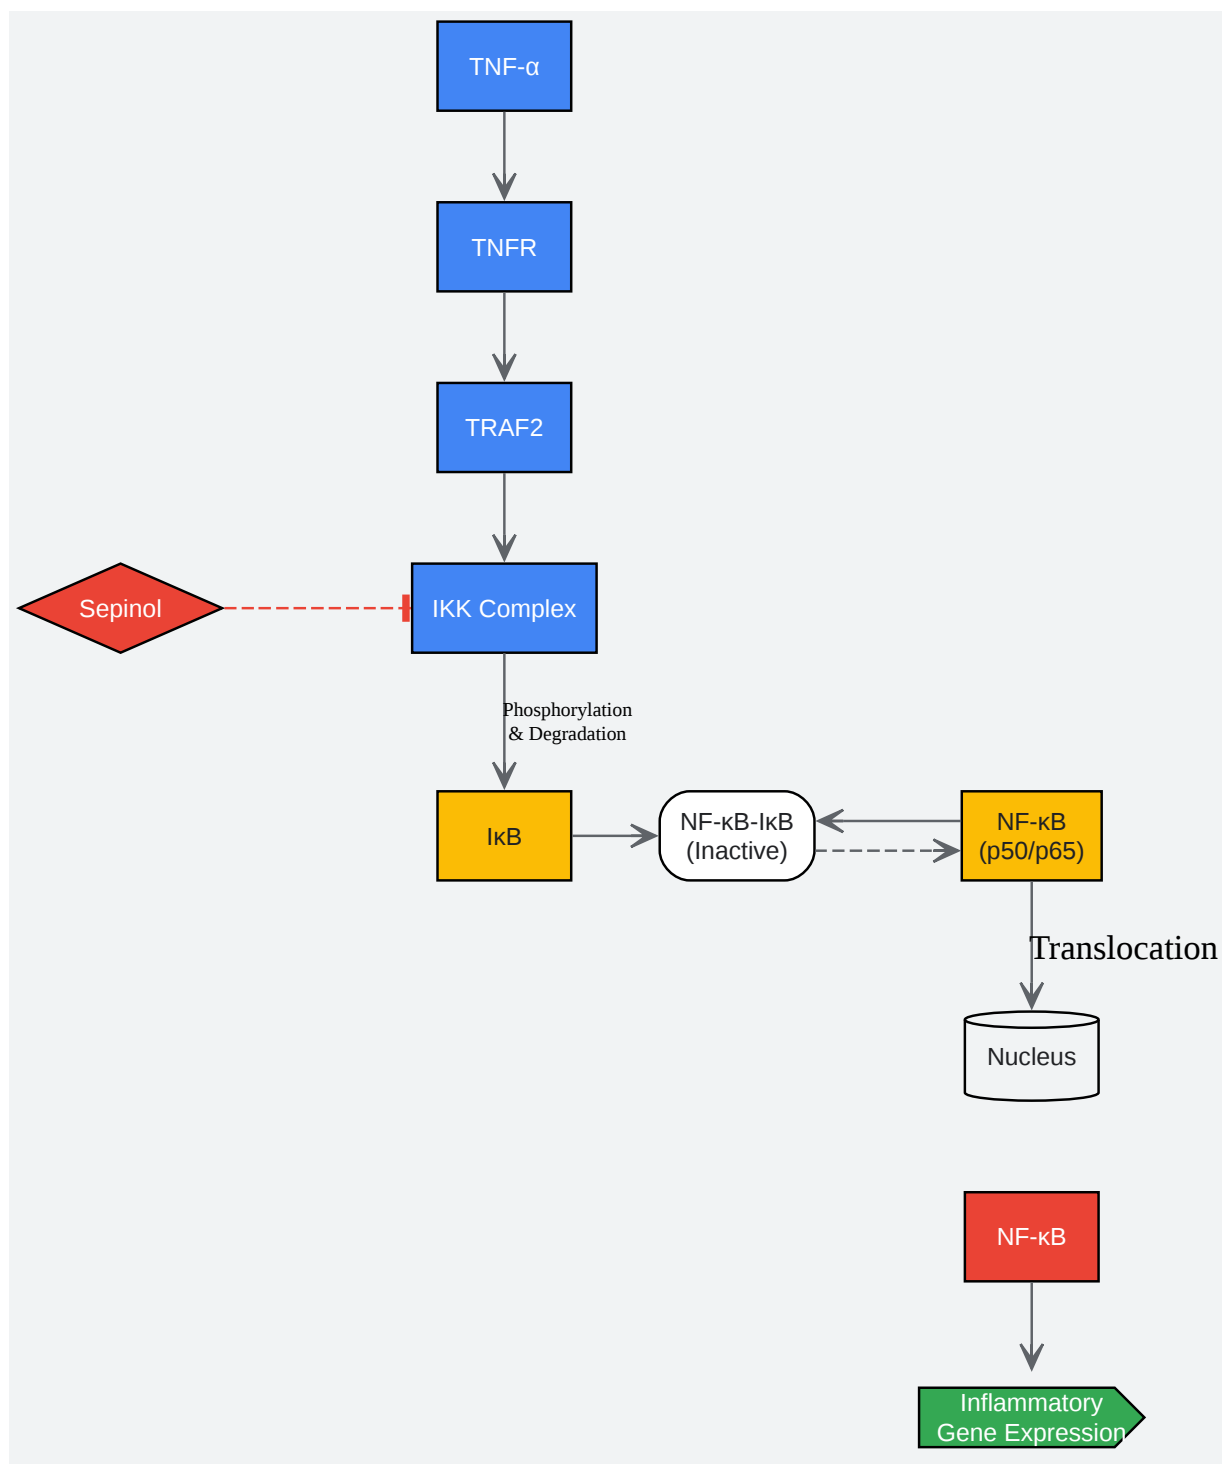 TNF-α
TNFR
TRAF2
Sepinol
IKK Complex
Phosphorylation
& Degradation
IκB
NF-κB-IκB
(Inactive)
NF-κB
(p50/p65)
Translocation
Nucleus
NF-κB
Inflammatory
Gene Expression